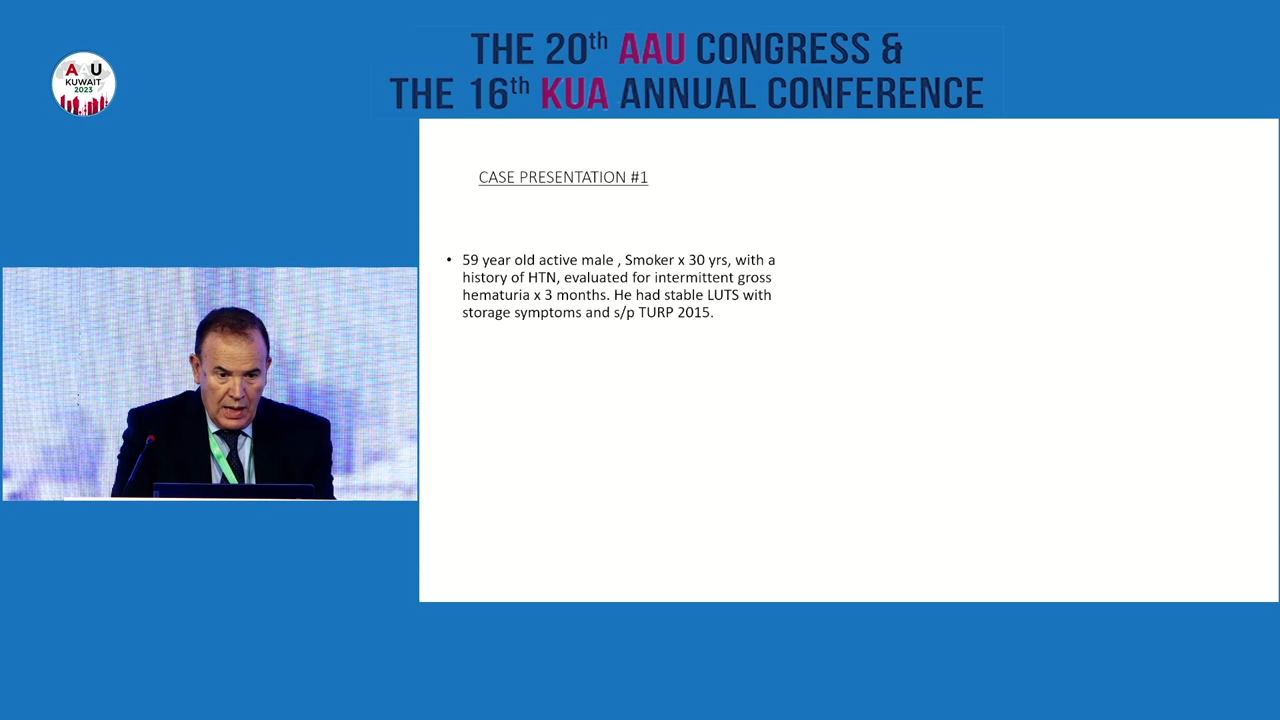 A A U
KUWAIT
2023
THE 20th AAU CONGRESS &
THE 16th KUA ANNUAL CONFERENCE
CASE PRESENTATION #1
• 59 year old active male , Smoker x 30 yrs, with a
history of HTN, evaluated for intermittent gross
hematuria x 3 months. He had stable LUTS with
storage symptoms and s/p TURP 2015.